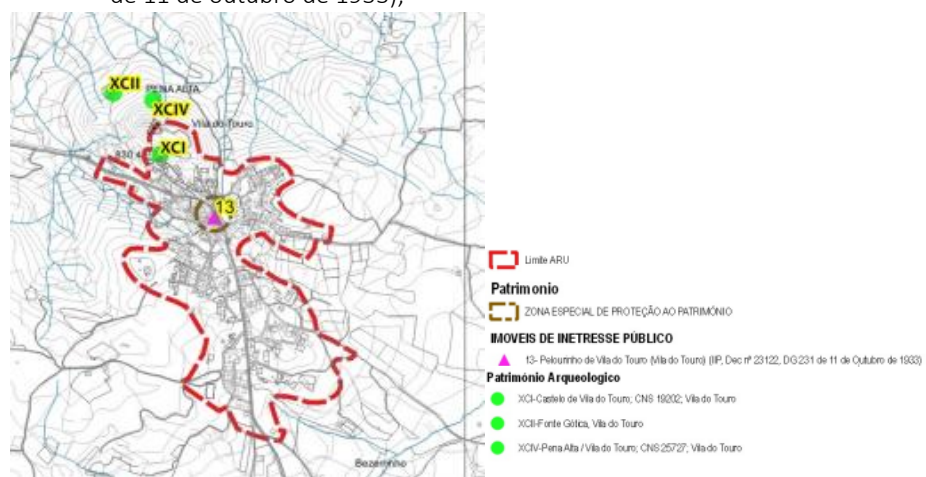 de 11 de outubro de 1933);
XCII
PENA ALTA
XCIV
Vila do Touro
XCI
13
Limite ARU
Patrimonio
ZONA ESPECIAL DE PROTEÇÃO AO PATRIMÓNIO
IMOVEIS DE INETRESSE PÚBLICO
13- Pelourinho de Vila do Touro (Vila do Touro) (IIP, Dec nº 23122, DG 231 de 11 de Outubro de 1933)
Património Arqueologico
XCI-Castelo de Vila do Touro; CNS 19202; Vila do Touro
XCII-Fonte Gótica, Vila do Touro
XCIV-Pena Alta / Vila do Touro; CNS 25727; Vila do Touro